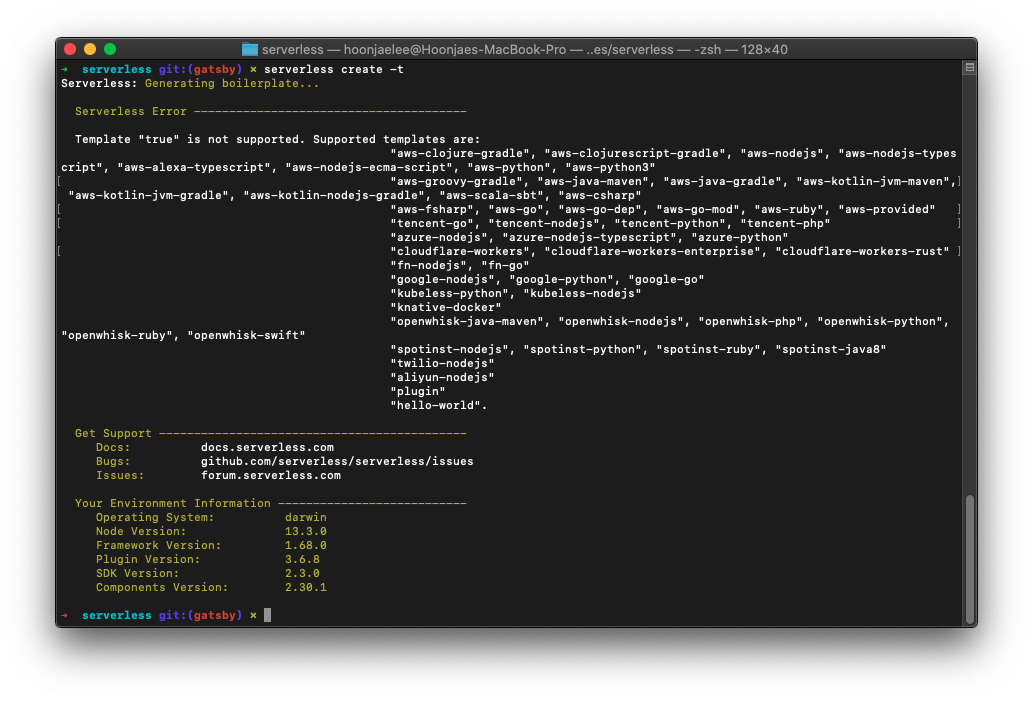 serverless — hoonjaelee@Hoonjaes-MacBook-Pro — ..es/serverless — -zsh — 128×40
→ serverless git:(gatsby) × serverless create -t
Serverless: Generating boilerplate...
Serverless Error ---------------------------------------
Template "true" is not supported. Supported templates are:
"aws-clojure-gradle", "aws-clojurescript-gradle", "aws-nodejs", "aws-nodejs-types
cript", "aws-alexa-typescript", "aws-nodejs-ecma-script", "aws-python", "aws-python3"
[ "aws-groovy-gradle", "aws-java-maven", "aws-java-gradle", "aws-kotlin-jvm-maven",]
"aws-kotlin-jvm-gradle", "aws-kotlin-nodejs-gradle", "aws-scala-sbt", "aws-csharp"
[ "aws-fsharp", "aws-go", "aws-go-dep", "aws-go-mod", "aws-ruby", "aws-provided" ]
[ "tencent-go", "tencent-nodejs", "tencent-python", "tencent-php" ]
"azure-nodejs", "azure-nodejs-typescript", "azure-python"
[ "cloudflare-workers", "cloudflare-workers-enterprise", "cloudflare-workers-rust" ]
"fn-nodejs", "fn-go"
"google-nodejs", "google-python", "google-go"
"kubeless-python", "kubeless-nodejs"
"knative-docker"
"openwhisk-java-maven", "openwhisk-nodejs", "openwhisk-php", "openwhisk-python",
"openwhisk-ruby", "openwhisk-swift"
"spotinst-nodejs", "spotinst-python", "spotinst-ruby", "spotinst-java8"
"twilio-nodejs"
"aliyun-nodejs"
"plugin"
"hello-world".
Get Support --------------------------------------------
Docs: docs.serverless.com
Bugs: github.com/serverless/serverless/issues
Issues: forum.serverless.com
Your Environment Information ---------------------------
Operating System: darwin
Node Version: 13.3.0
Framework Version: 1.68.0
Plugin Version: 3.6.8
SDK Version: 2.3.0
Components Version: 2.30.1
→ serverless git:(gatsby) ×